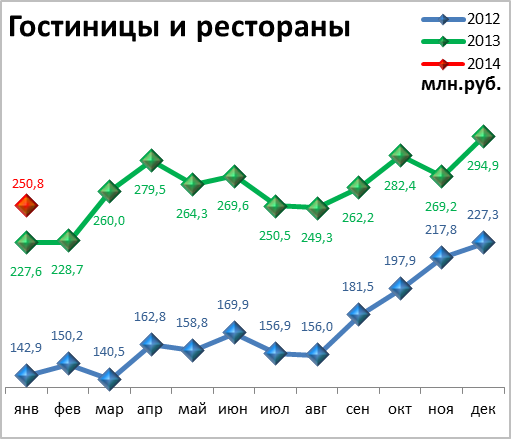 Гостиницы и рестораны
2012
2013
2014
млн.руб.
250,8
227,6 228,7 260,0 279,5 264,3 269,6 250,5 249,3 262,2 282,4 269,2 294,9
142,9 150,2 140,5 162,8 158,8 169,9 156,9 156,0 181,5 197,9 217,8 227,3
янв фев мар апр май июн июл авг сен окт ноя дек